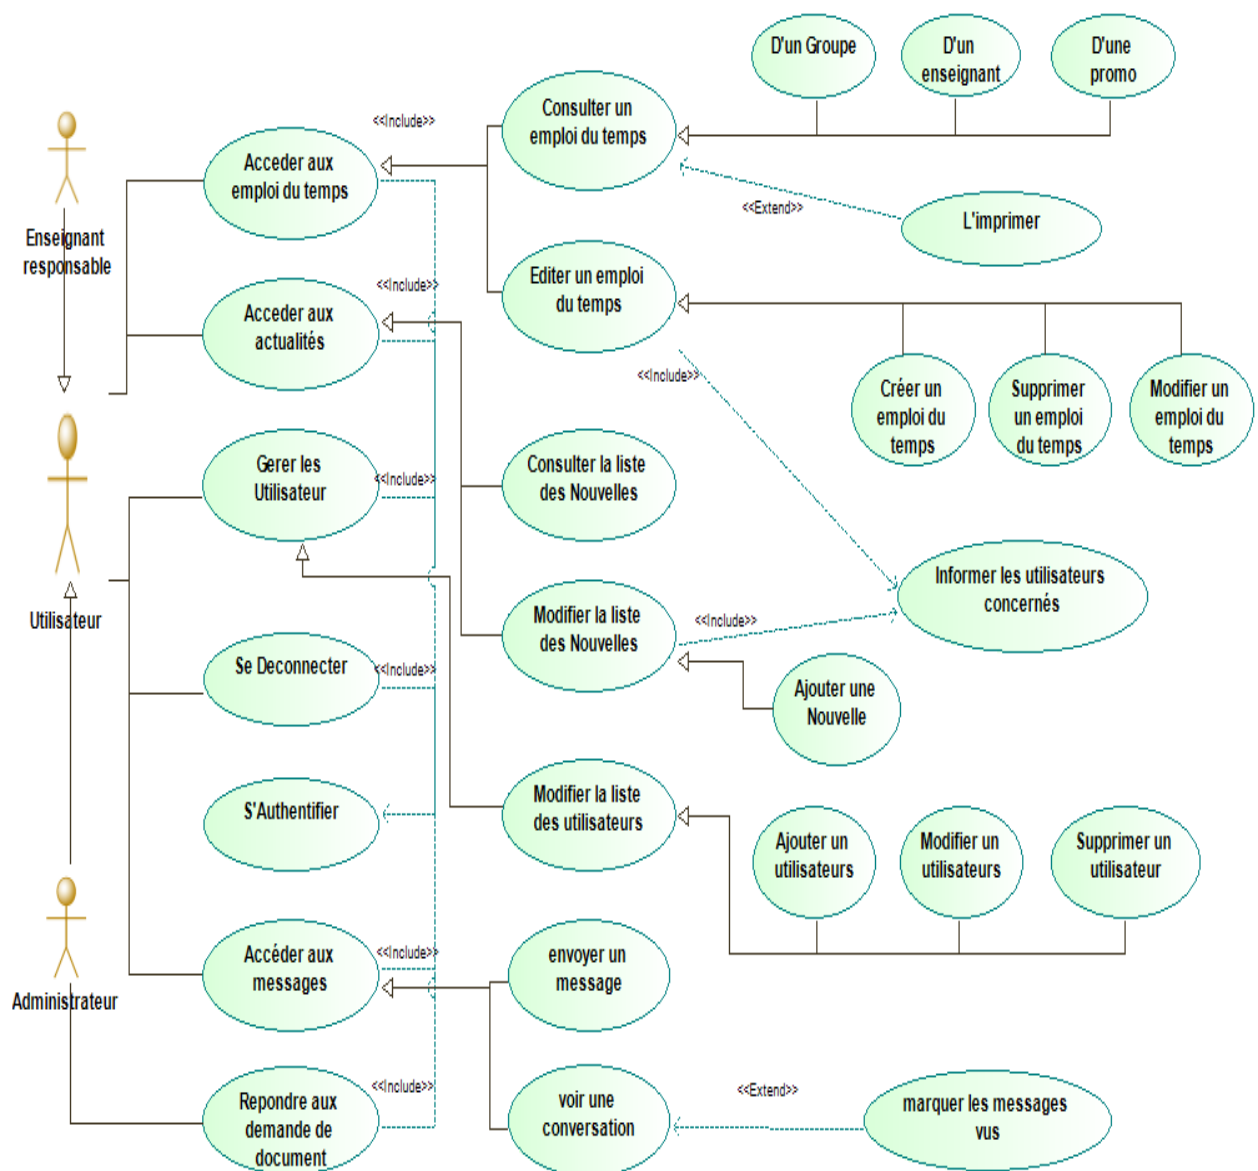 D'un Groupe
D'un
enseignant
D'une
promo
Consulter un
emploi du temps
<<Include>>
Acceder aux
emploi du temps
<<Extend>>
L'imprimer
Enseignant
responsable
Editer un emploi
du temps
<<Include>>
Acceder aux
actualités
<<Include>>
Créer un
emploi du
temps
Supprimer
un emploi
du temps
Modifier un
emploi du
temps
Gerer les
Utilisateur
<<Include>>
Consulter la liste
des Nouvelles
Informer les utilisateurs
concernés
Utilisateur
Modifier la liste
des Nouvelles
<<Include>>
Se Deconnecter
<<Include>>
Ajouter une
Nouvelle
S'Authentifier
Modifier la liste
des utilisateurs
Ajouter un
utilisateurs
Modifier un
utilisateurs
Supprimer un
utilisateur
Administrateur
Accéder aux
messages
<<Include>>
envoyer un
message
Repondre aux
demande de
document
<<Include>>
voir une
conversation
<<Extend>>
marquer les messages
vus